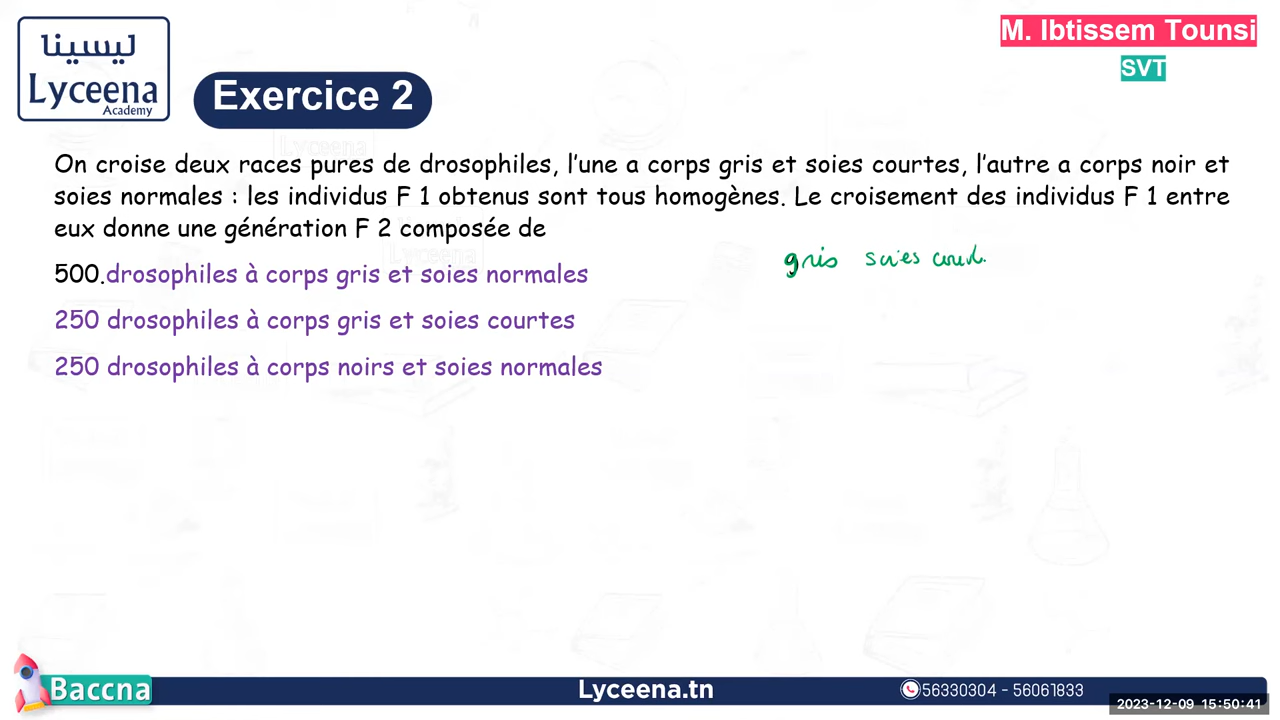 ليسينا
Lyceena
Academy
Exercice 2
M. Ibtissem Tounsi
SVT
On croise deux races pures de drosophiles, l'une a corps gris et soies courtes, l'autre a corps noir et
soies normales : les individus F 1 obtenus sont tous homogènes. Le croisement des individus F 1 entre
eux donne une génération F 2 composée de
gris soies court.
500.drosophiles à corps gris et soies normales
250 drosophiles à corps gris et soies courtes
250 drosophiles à corps noirs et soies normales
Baccna
Lyceena.tn
56330304 - 56061833
2023-12-09 15:50:41